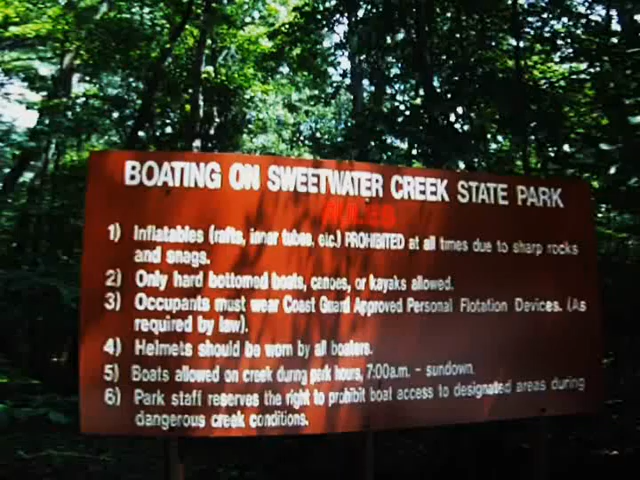 BOATING ON SWEETWATER CREEK STATE PARK
RULES
1) Inflatables (rafts, inner tubes, etc.) PROHIBITED at all times due to sharp rocks
and snags.
2) Only hard bottomed boats, canoes, or kayaks allowed.
3) Occupants must wear Coast Guard Approved Personal Flotation Devices. (As
required by law).
4) Helmets should be worn by all boaters.
5) Boats allowed on creek during park hours, 7:00a.m. - sundown.
6) Park staff reserves the right to prohibit boat access to designated areas during
dangerous creek conditions.